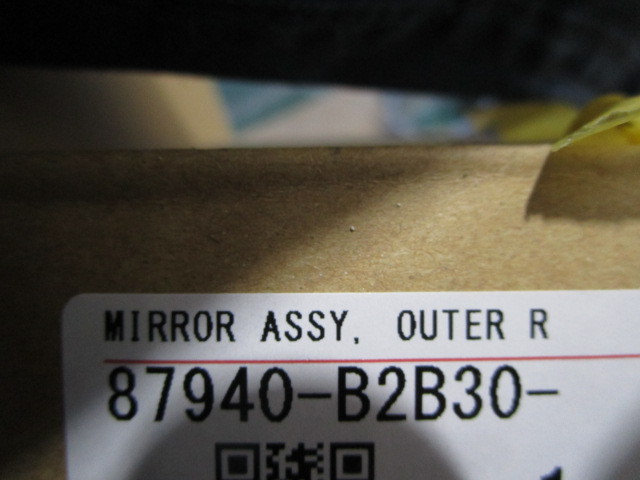 MIRROR ASSY, OUTER R
87940-B2B30-